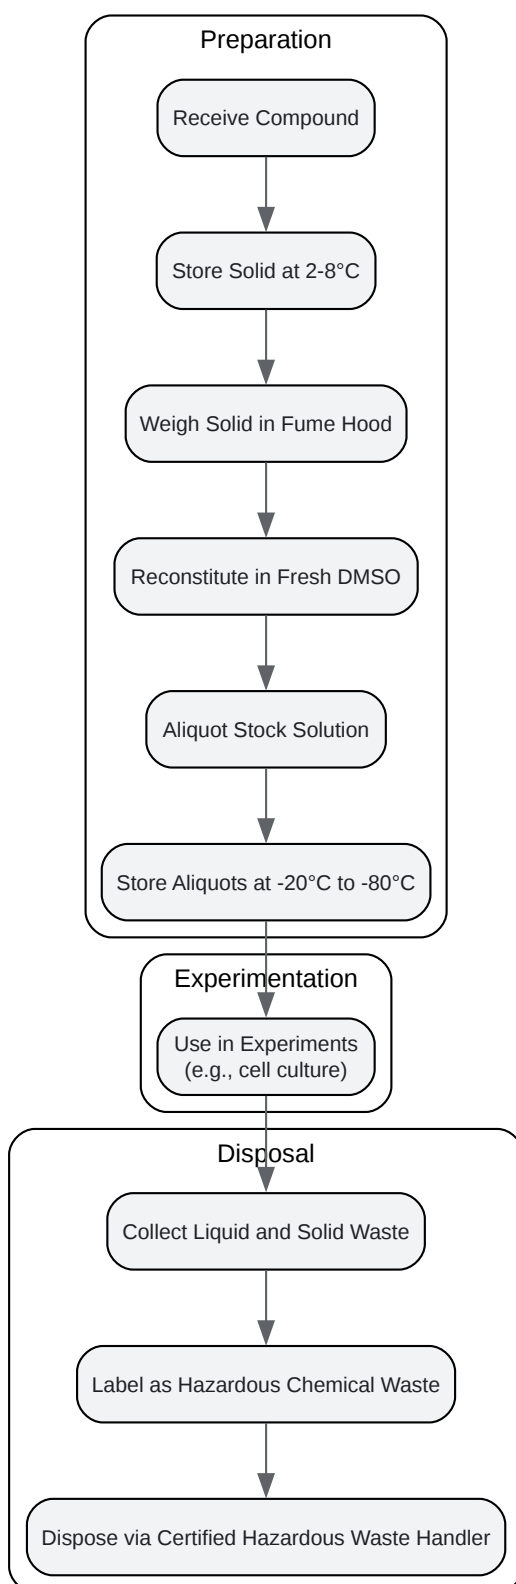 Preparation
Receive Compound
Store Solid at 2-8°C
Weigh Solid in Fume Hood
Reconstitute in Fresh DMSO
Aliquot Stock Solution
Store Aliquots at -20°C to -80°C
Experimentation
Use in Experiments
(e.g., cell culture)
Disposal
Collect Liquid and Solid Waste
Label as Hazardous Chemical Waste
Dispose via Certified Hazardous Waste Handler